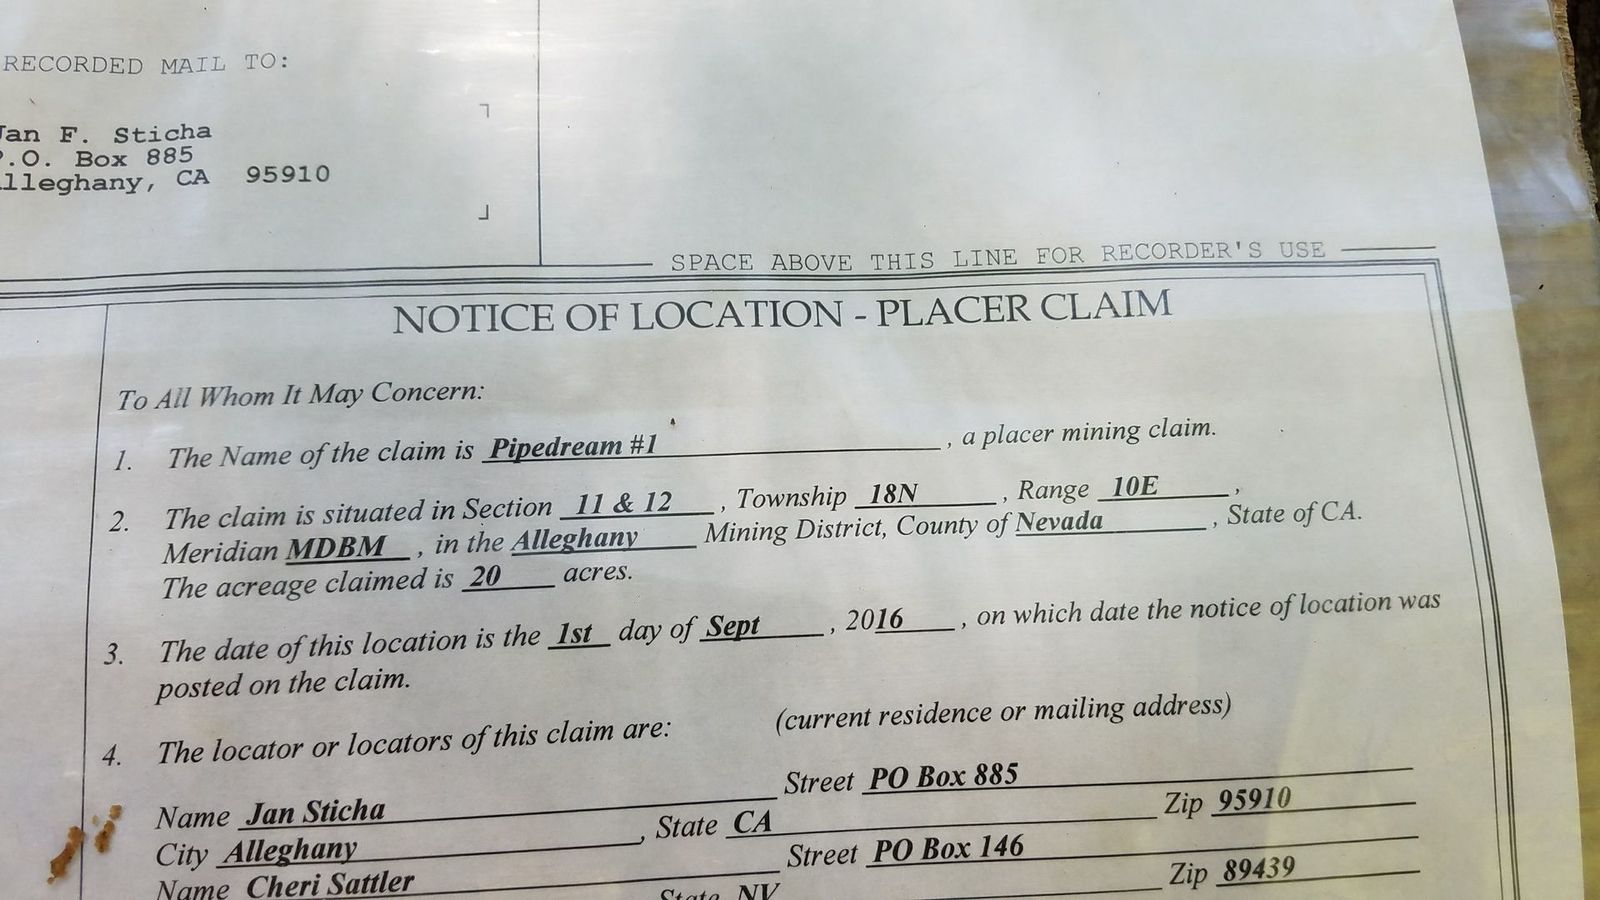 RECORDED MAIL TO:
Jan F. Sticha
P.O. Box 885
Alleghany, CA 95910
SPACE ABOVE THIS LINE FOR RECORDER'S USE
NOTICE OF LOCATION - PLACER CLAIM
To All Whom It May Concern:
1. The Name of the claim is Pipedream #1, a placer mining claim.
2. The claim is situated in Section 11 & 12, Township 18N, Range 10E,
Meridian MDBM, in the Alleghany Mining District, County of Nevada, State of CA.
The acreage claimed is 20 acres.
3. The date of this location is the 1st day of Sept, 2016, on which date the notice of location was
posted on the claim.
4. The locator or locators of this claim are: (current residence or mailing address)
Name Jan Sticha Street PO Box 885
City Alleghany, State CA Zip 95910
Name Cheri Sattler Street PO Box 146
State NV Zip 89439